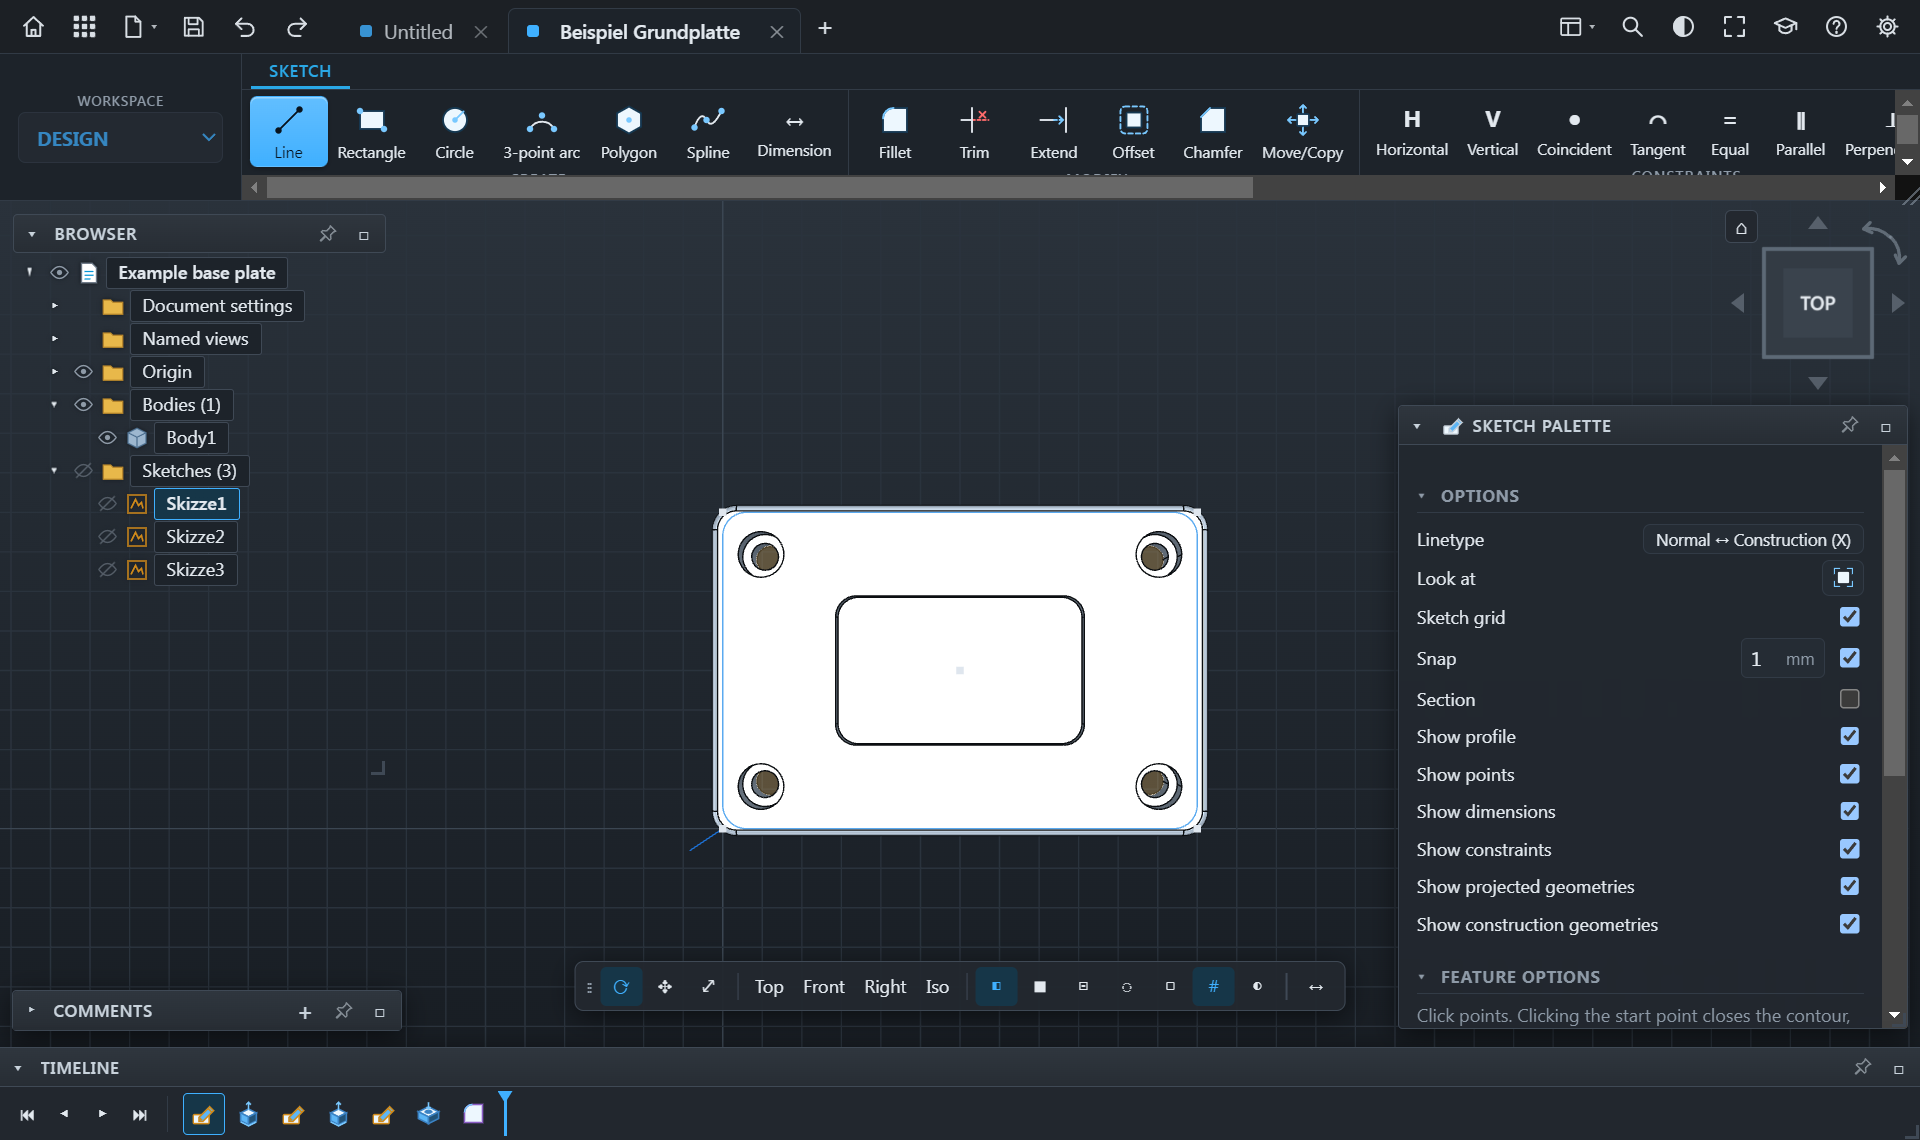 Untitled
Beispiel Grundplatte
WORKSPACE
DESIGN
SKETCH
Line
Rectangle
Circle
3-point arc
Polygon
Spline
Dimension
Fillet
Trim
Extend
Offset
Chamfer
Move/Copy
H
Horizontal
V
Vertical
Coincident
Tangent
Equal
Parallel
Perpen
CREATE
MODIFY
CONSTRAINTS
BROWSER
Example base plate
Document settings
Named views
Origin
Bodies (1)
Body1
Sketches (3)
Skizze1
Skizze2
Skizze3
TOP
SKETCH PALETTE
OPTIONS
Linetype
Normal ↔ Construction (X)
Look at
Sketch grid
Snap
1 mm
Section
Show profile
Show points
Show dimensions
Show constraints
Show projected geometries
Show construction geometries
FEATURE OPTIONS
Click points. Clicking the start point closes the contour,
Top Front Right Iso
COMMENTS
TIMELINE